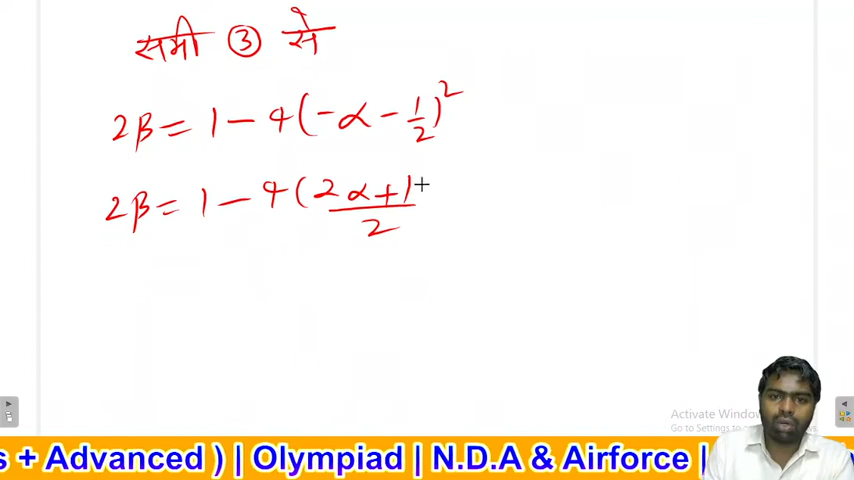 समी ③ से
2β = 1 - 4(-α - 1/2)²
2β = 1 - 4((2α+1)/2
Activate Window
Go to Settings to
s + Advanced ) | Olympiad | N.D.A & Airforce |